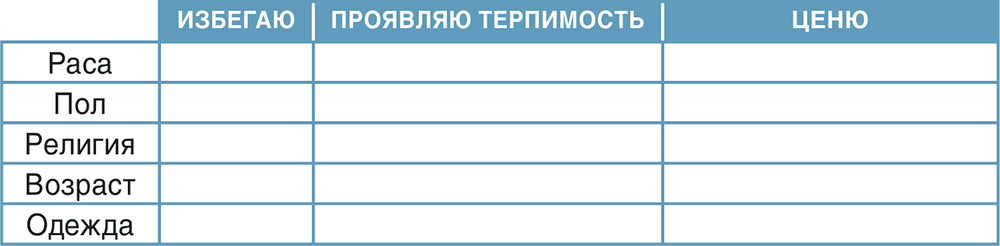 ИЗБЕГАЮ ПРОЯВЛЯЮ ТЕРПИМОСТЬ ЦЕНЮ
Раса
Пол
Религия
Возраст
Одежда